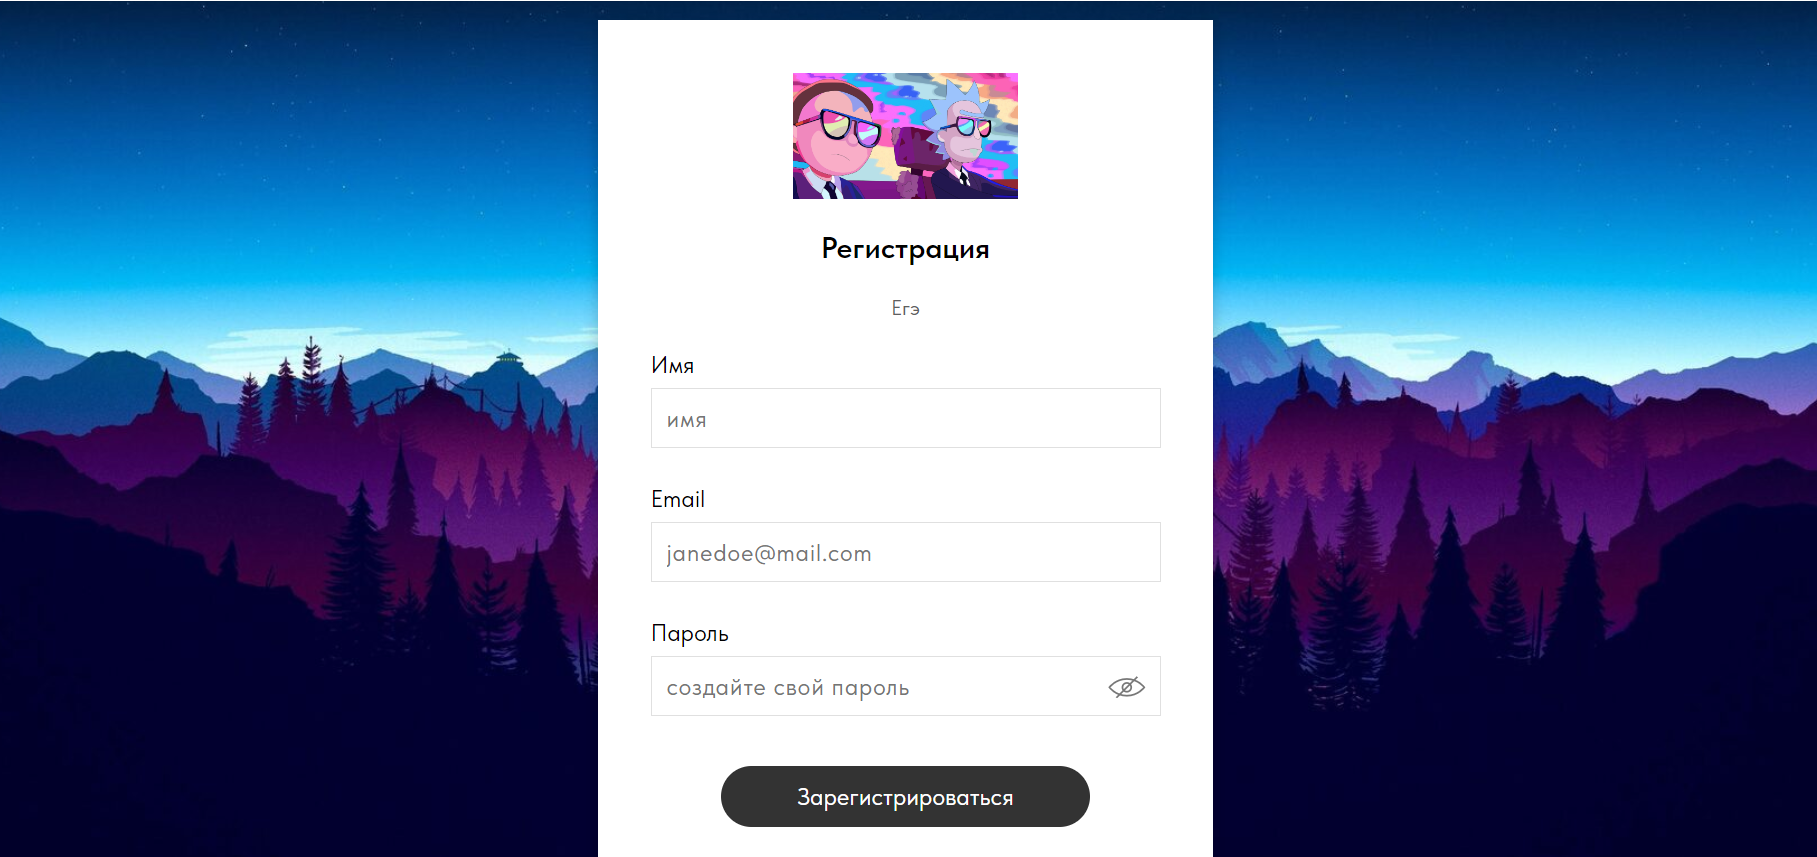 Регистрация
Егэ
Имя
имя
Email
janedoe@mail.com
Пароль
создайте свой пароль
Зарегистрироваться